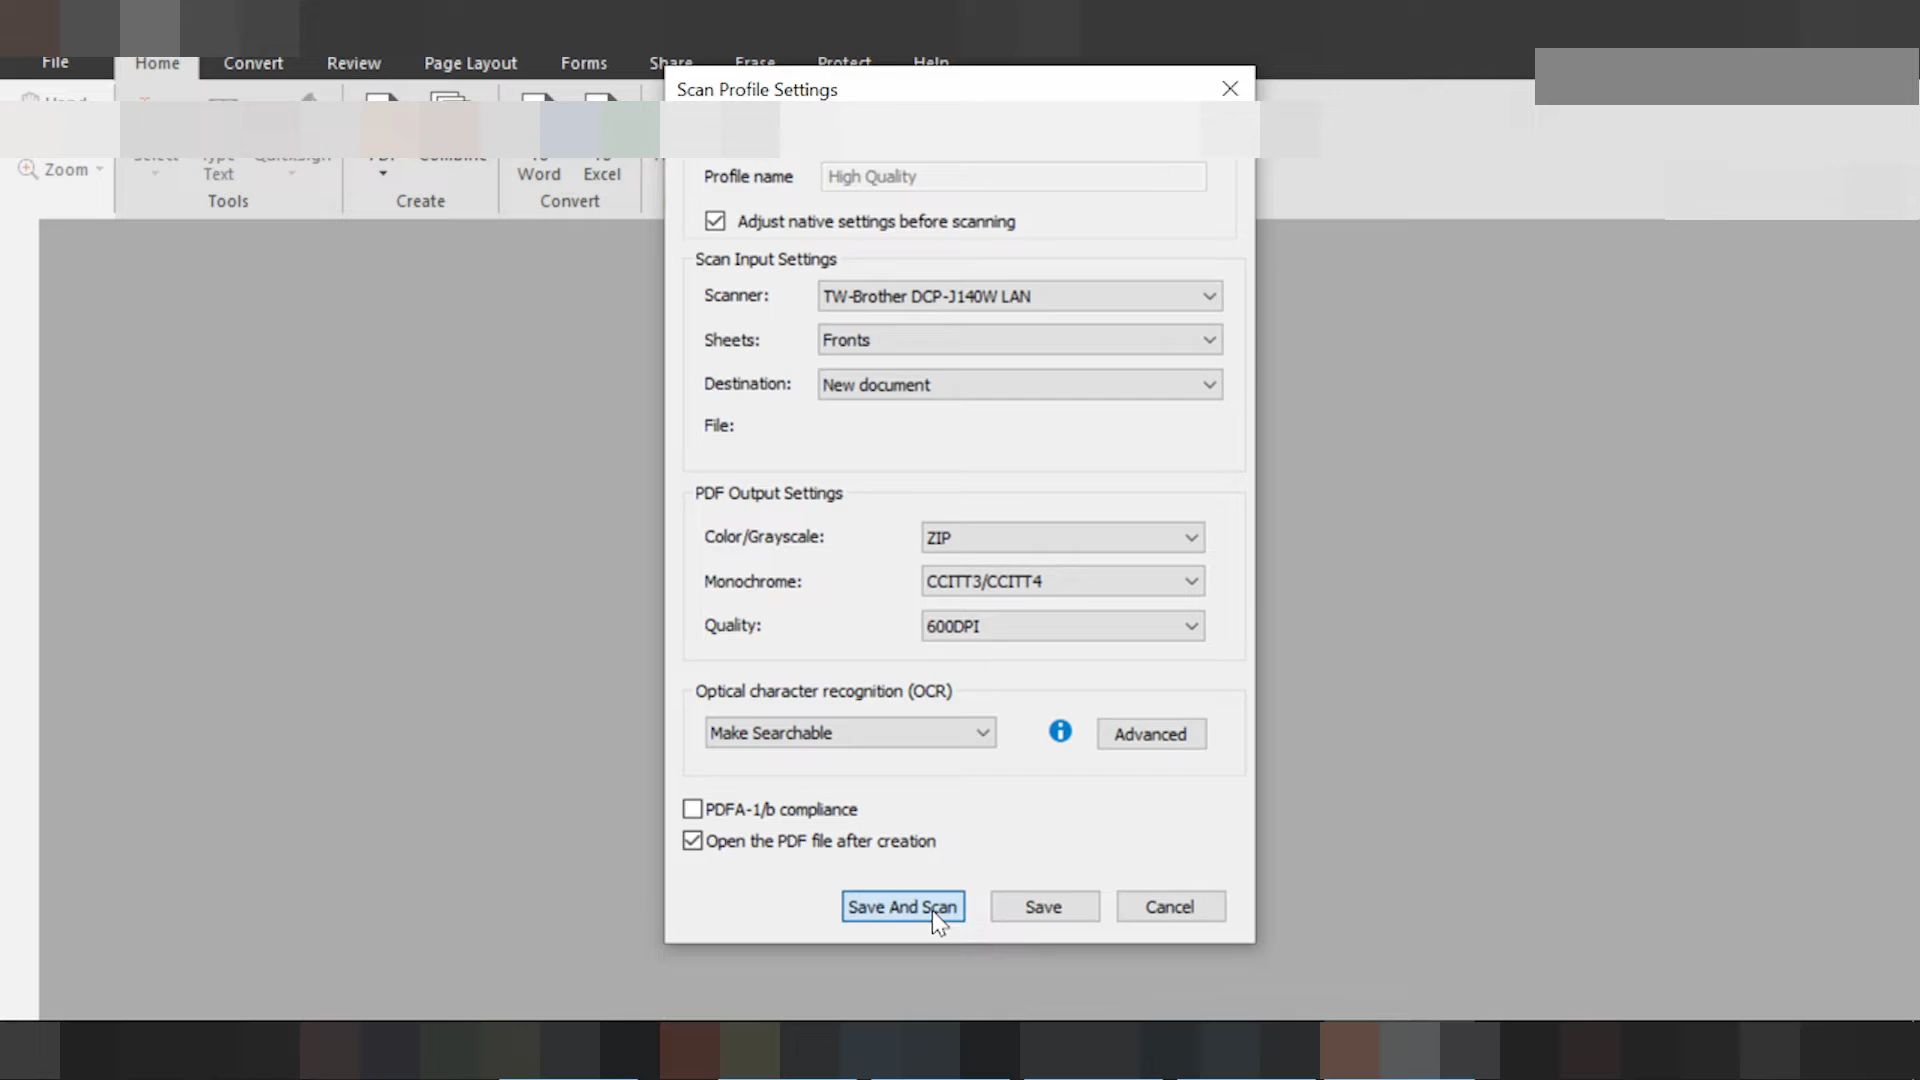 File Home Convert Review Page Layout Forms Share Erase Protect Help
Scan Profile Settings
Zoom
Text
Word Excel
Tools Create Convert
Profile name High Quality
Adjust native settings before scanning
Scan Input Settings
Scanner: TW-Brother DCP-J140W LAN
Sheets: Fronts
Destination: New document
File:
PDF Output Settings
Color/Grayscale: ZIP
Monochrome: CCITT3/CCITT4
Quality: 600DPI
Optical character recognition (OCR)
Make Searchable Advanced
PDFA-1/b compliance
Open the PDF file after creation
Save And Scan Save Cancel